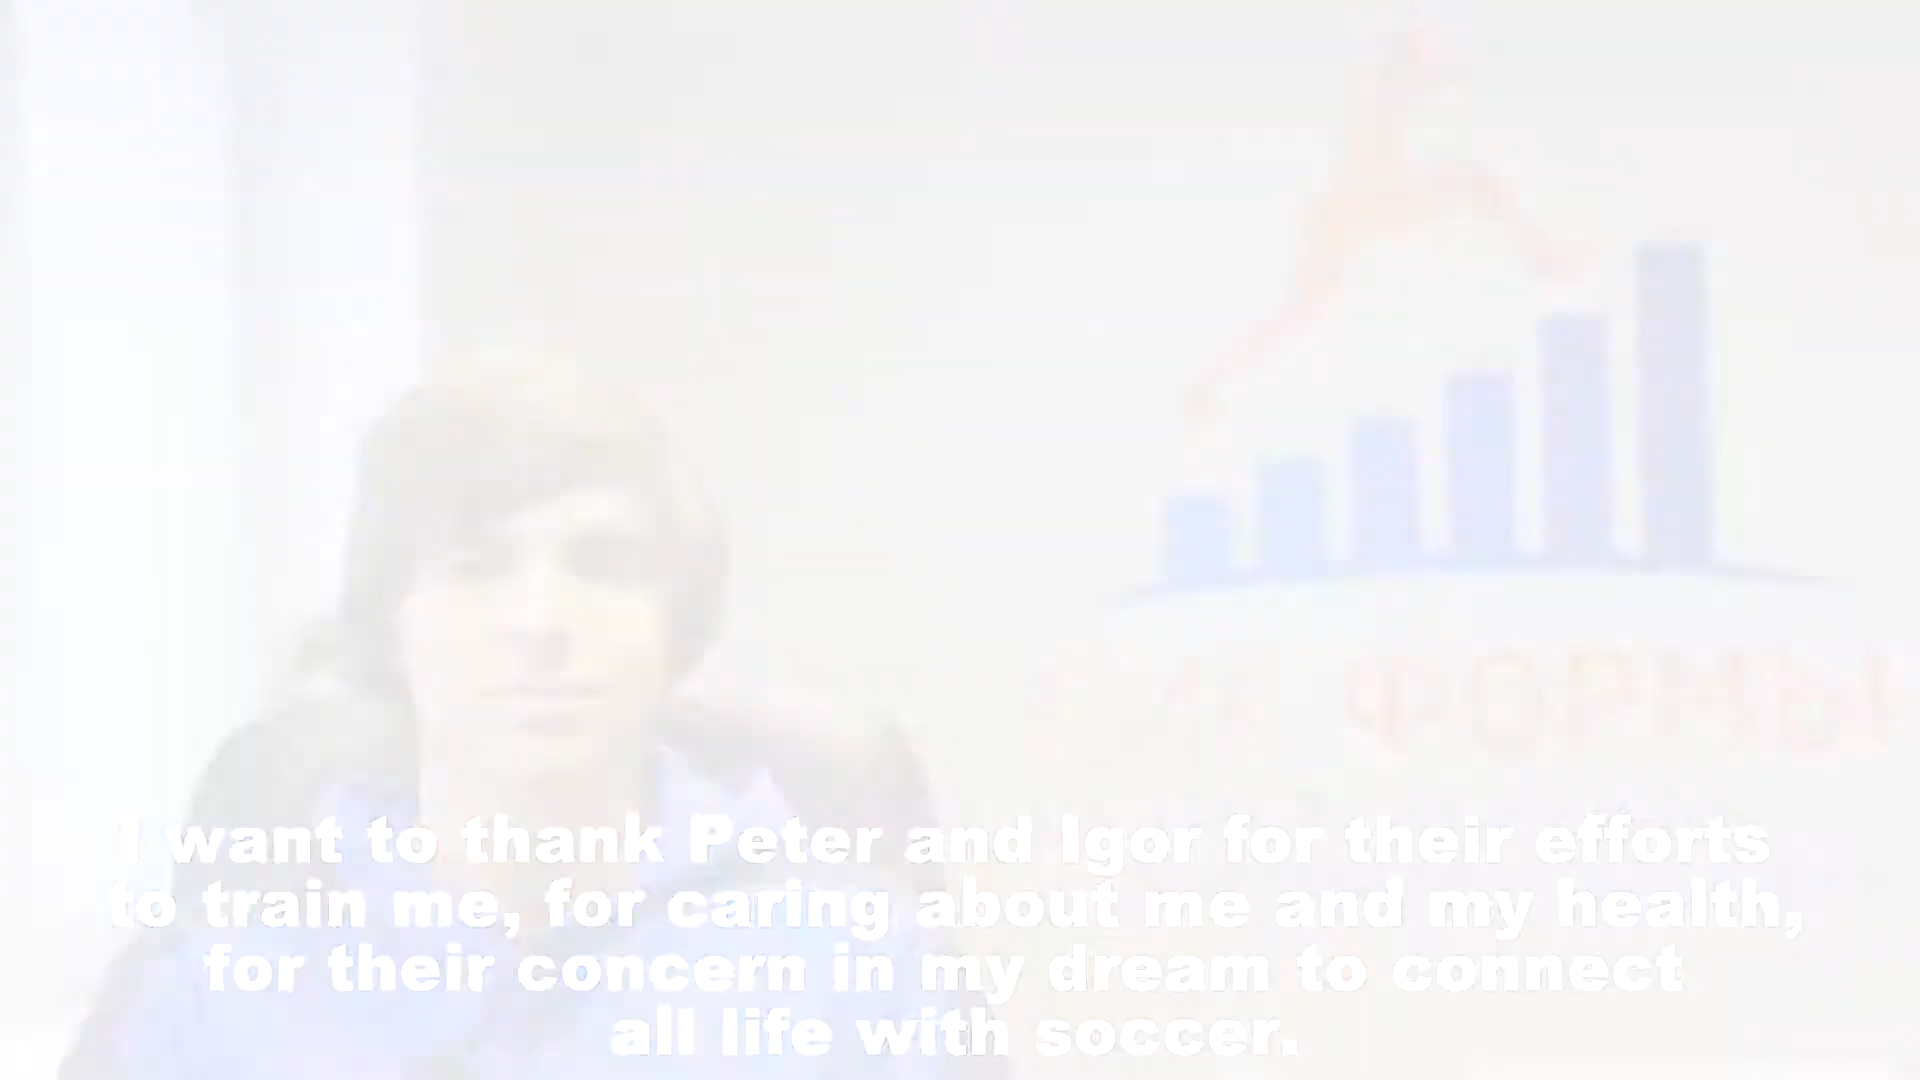 ФОРМЫ
I want to thank Peter and Igor for their efforts
to train me, for caring about me and my health,
for their concern in my dream to connect
all life with soccer.